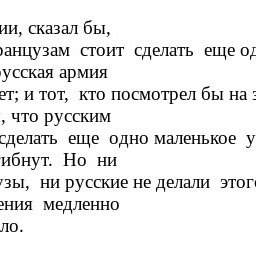 ии, сказал бы,
ранцузам стоит сделать еще од
русская армия
ет; и тот, кто посмотрел бы на з
, что русским
сделать еще одно маленькое у
гибнут. Но ни
узы, ни русские не делали этого
ения медленно
ло.